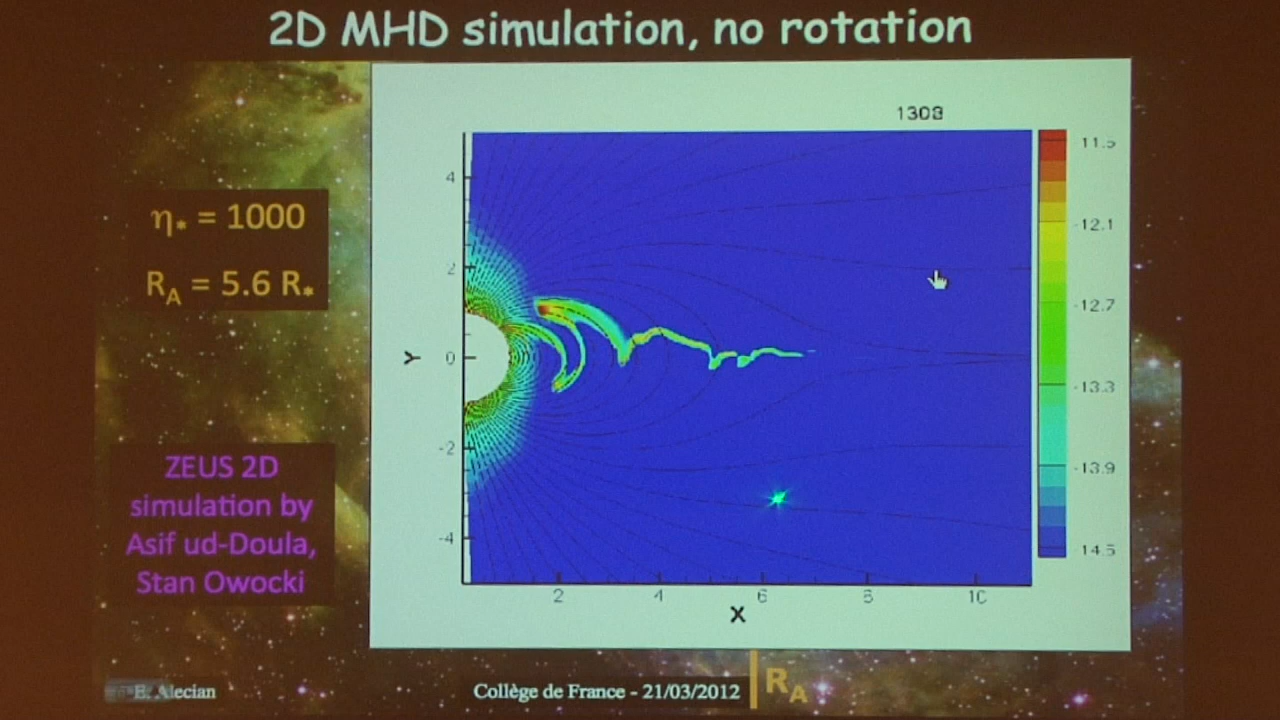 2D MHD simulation, no rotation
1308
η* = 1000
R_A = 5.6 R*
ZEUS 2D
simulation by
Asif ud-Doula,
Stan Owocki
4
2
0
-2
-4
Y
2
4
6
8
10
X
11.5
-12.1
-12.7
-13.3
-13.9
14.5
E. Alecian
Collège de France - 21/03/2012
R_A